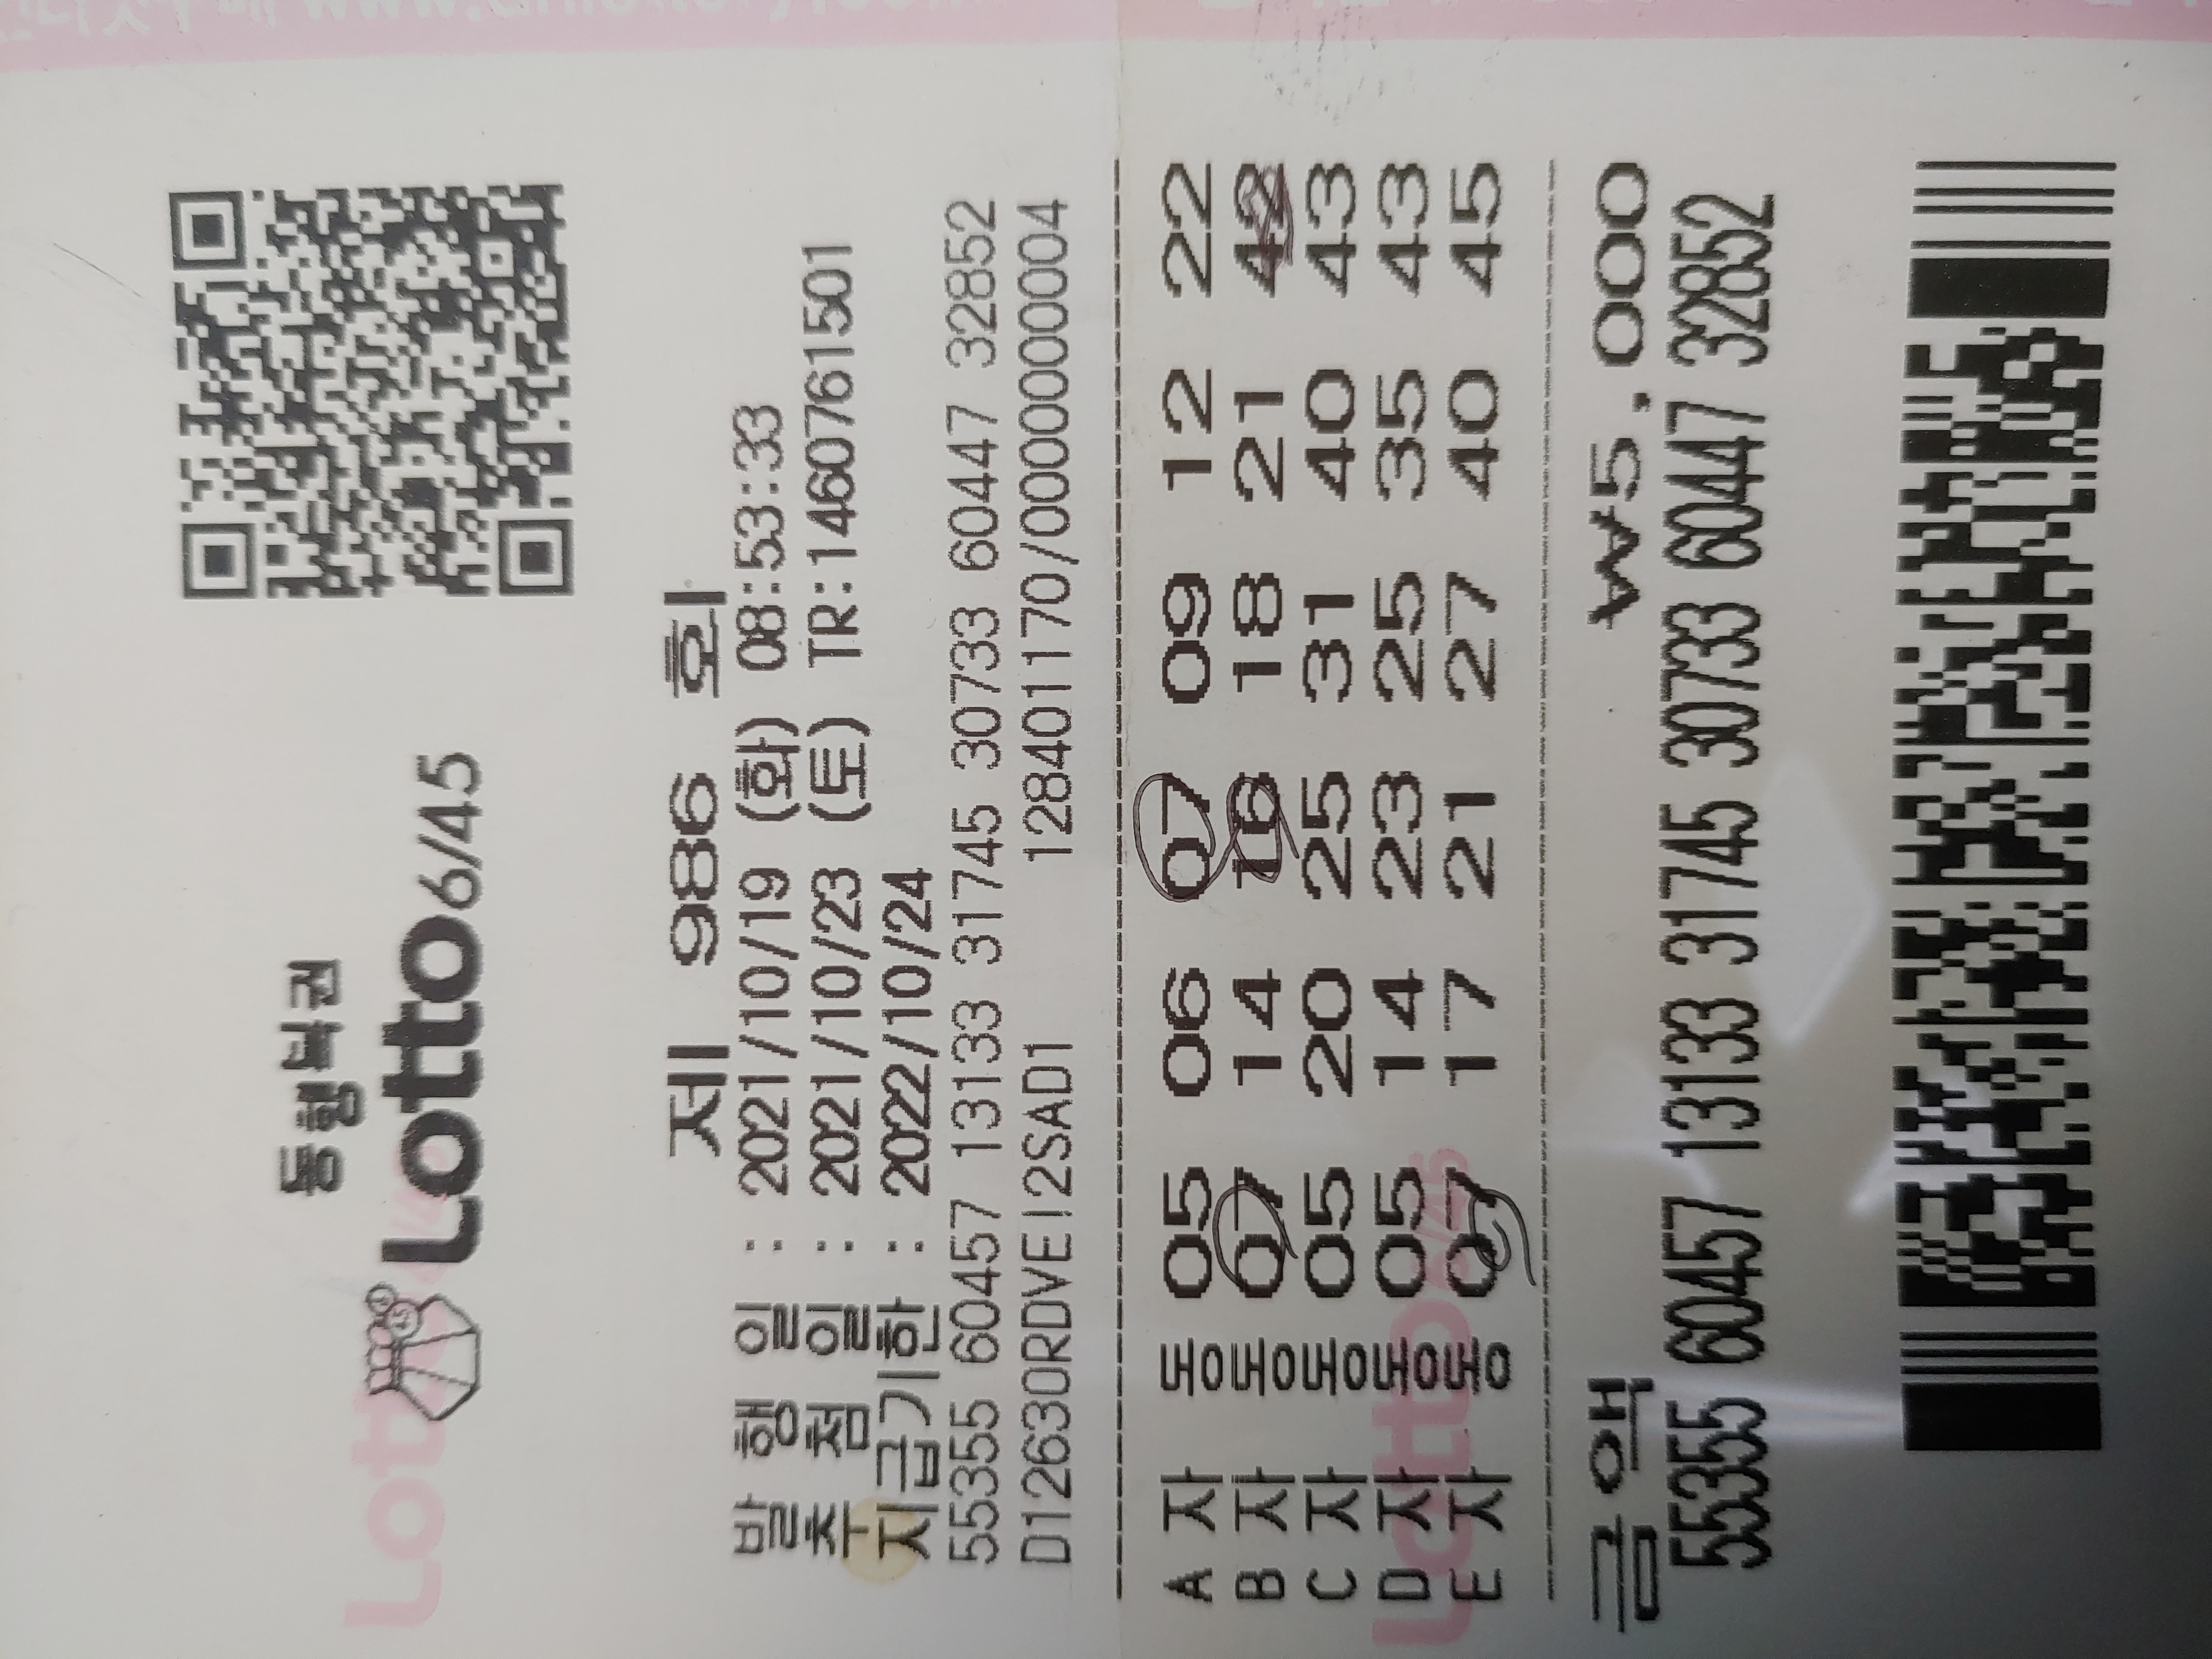 동행복권
Lotto6/45
제 986 회
발 행 일 : 2021/10/19 (화) 08:53:33
추 첨 일 : 2021/10/23 (토) TR:1460761501
지급기한 : 2022/10/24
55355 60457 13133 31745 30733 60447 32852
D12630RDVE!2SAD1 128401170/0000000004
A 자 동 05 06 07 09 12 22
B 자 동 07 14 16 18 21 42
C 자 동 05 20 25 31 40 43
D 자 동 05 14 23 25 35 43
E 자 동 07 17 21 27 40 45
금 액 ₩5,000
55355 60457 13133 31745 30733 60447 32852